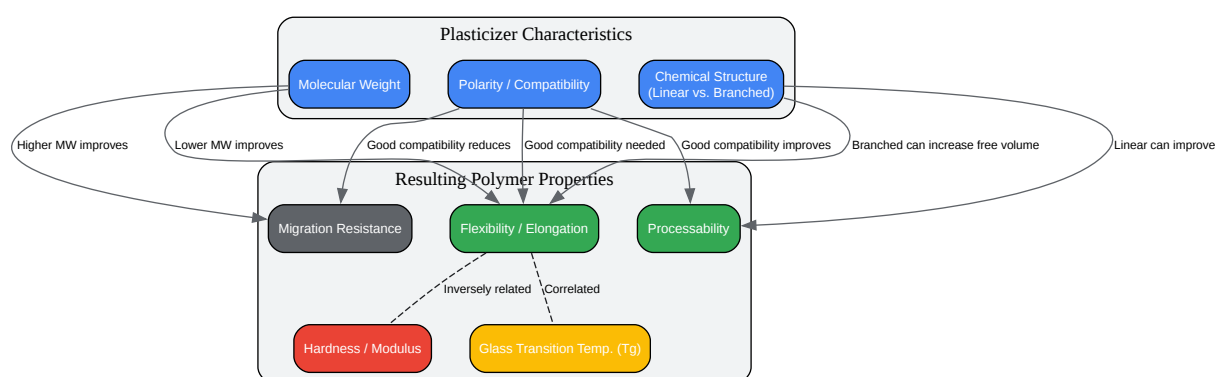 Plasticizer Characteristics
Molecular Weight
Polarity / Compatibility
Chemical Structure
(Linear vs. Branched)
Higher MW improves
Lower MW improves
Good compatibility reduces
Good compatibility needed
Good compatibility improves
Branched can increase free volume
Linear can improve
Resulting Polymer Properties
Migration Resistance
Flexibility / Elongation
Processability
Inversely related
Correlated
Hardness / Modulus
Glass Transition Temp. (Tg)